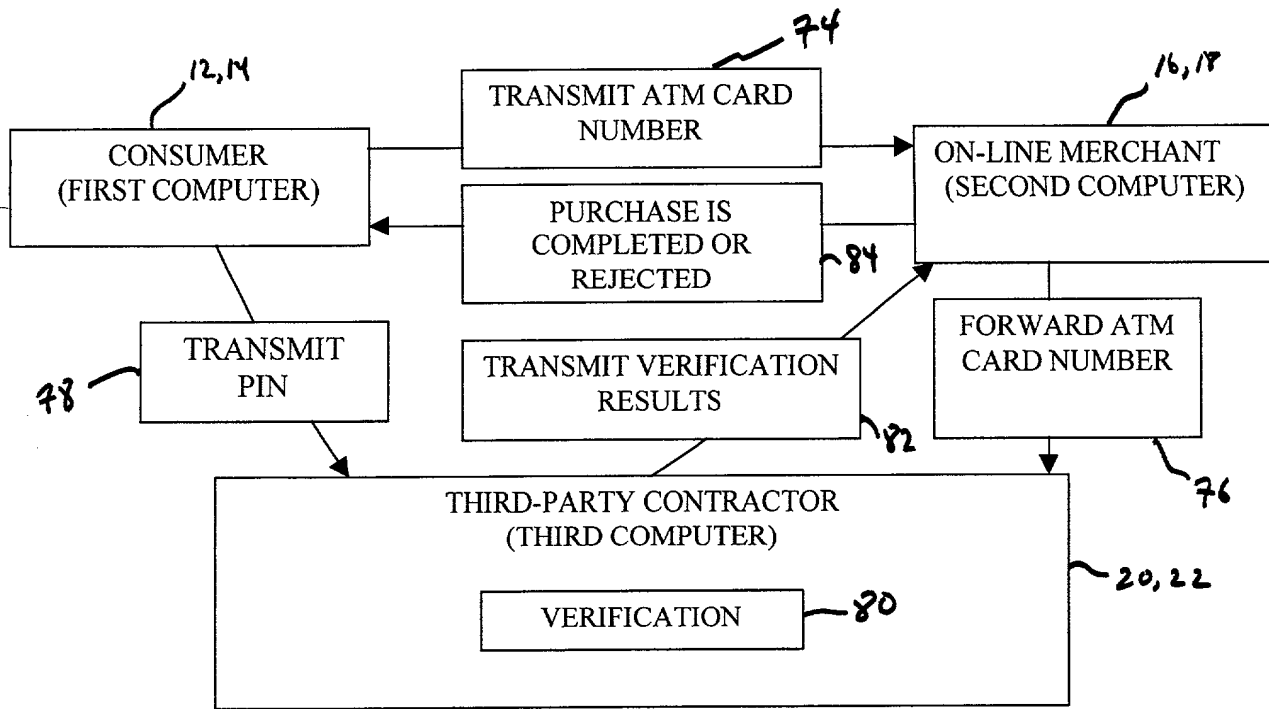 74
12,14
16,18
TRANSMIT ATM CARD
NUMBER
CONSUMER
(FIRST COMPUTER)
ON-LINE MERCHANT
(SECOND COMPUTER)
PURCHASE IS
COMPLETED OR
REJECTED
84
TRANSMIT
PIN
78
TRANSMIT VERIFICATION
RESULTS
82
FORWARD ATM
CARD NUMBER
76
THIRD-PARTY CONTRACTOR
(THIRD COMPUTER)
20,22
VERIFICATION
80